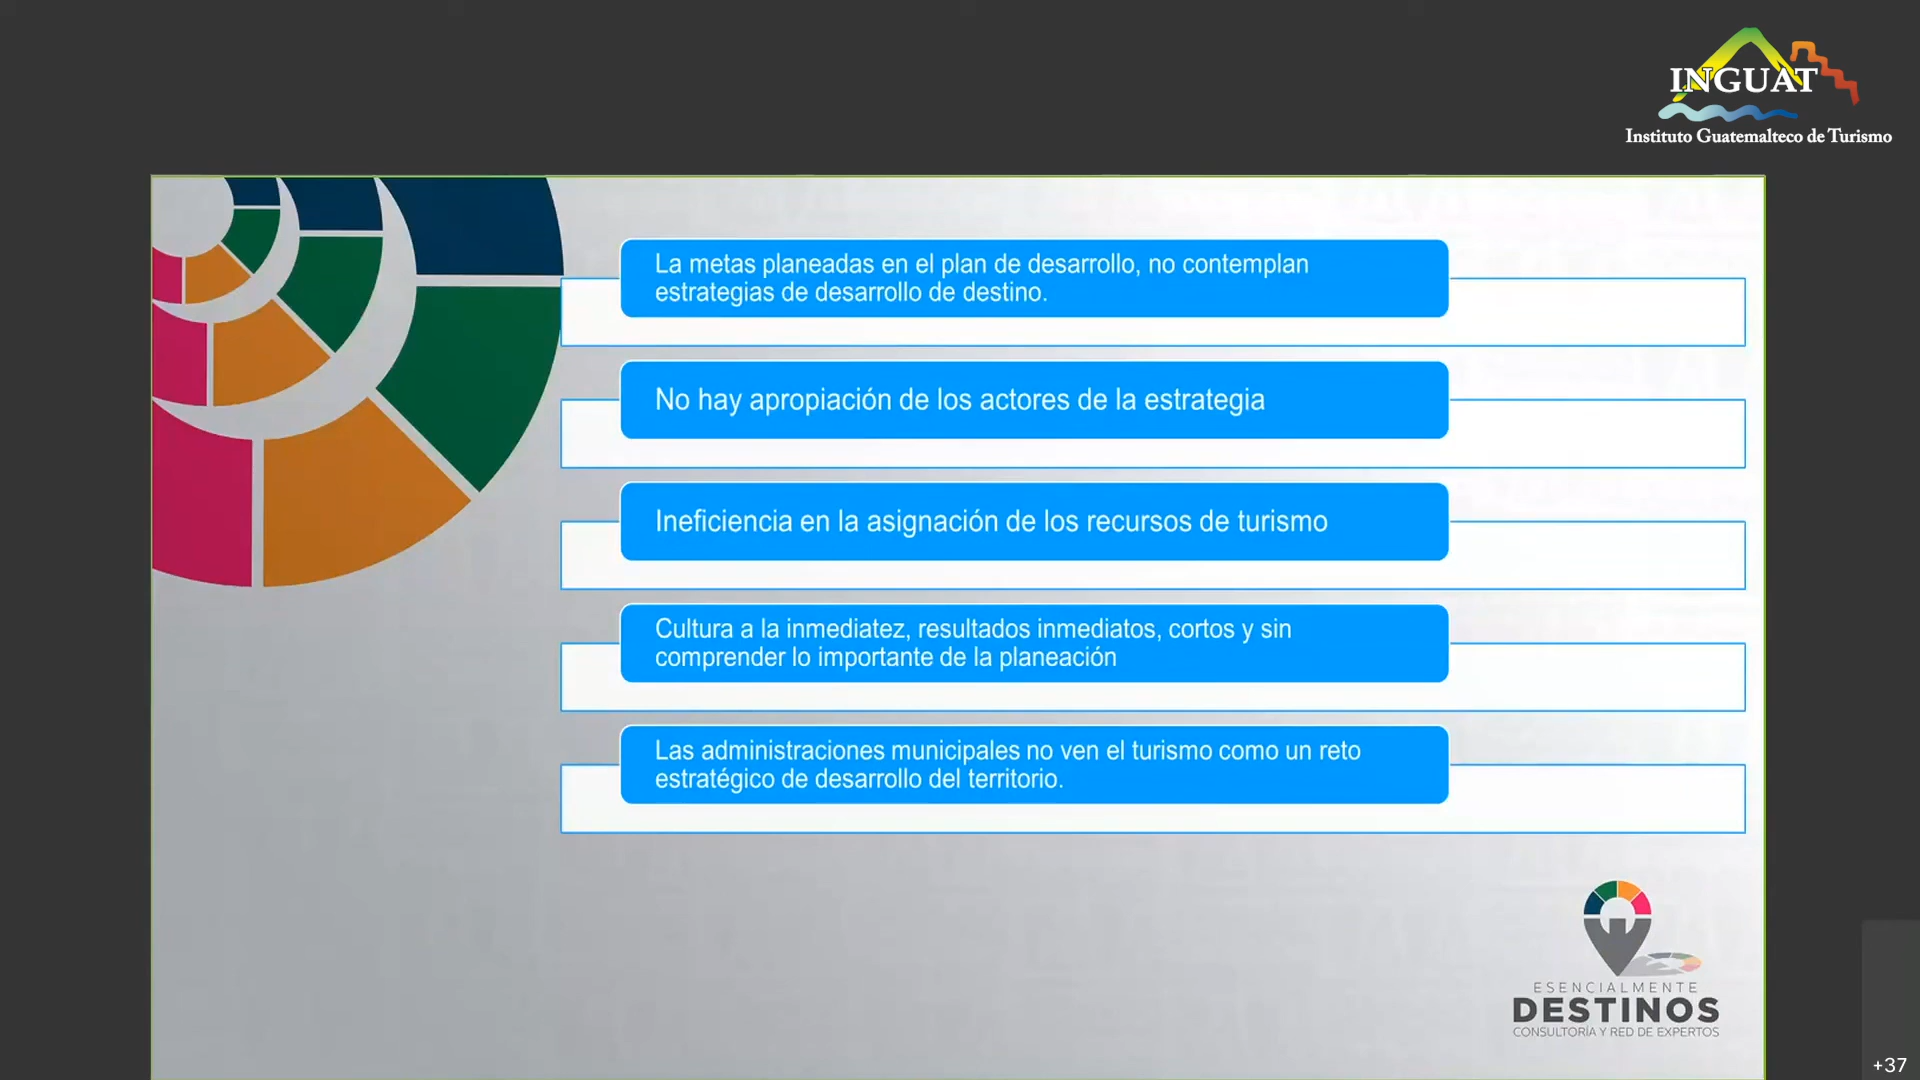 INGUAT
Instituto Guatemalteco de Turismo
La metas planeadas en el plan de desarrollo, no contemplan
estrategias de desarrollo de destino.
No hay apropiación de los actores de la estrategia
Ineficiencia en la asignación de los recursos de turismo
Cultura a la inmediatez, resultados inmediatos, cortos y sin
comprender lo importante de la planeación
Las administraciones municipales no ven el turismo como un reto
estratégico de desarrollo del territorio.
ESENCIALMENTE
DESTINOS
CONSULTORÍA Y RED DE EXPERTOS
+37